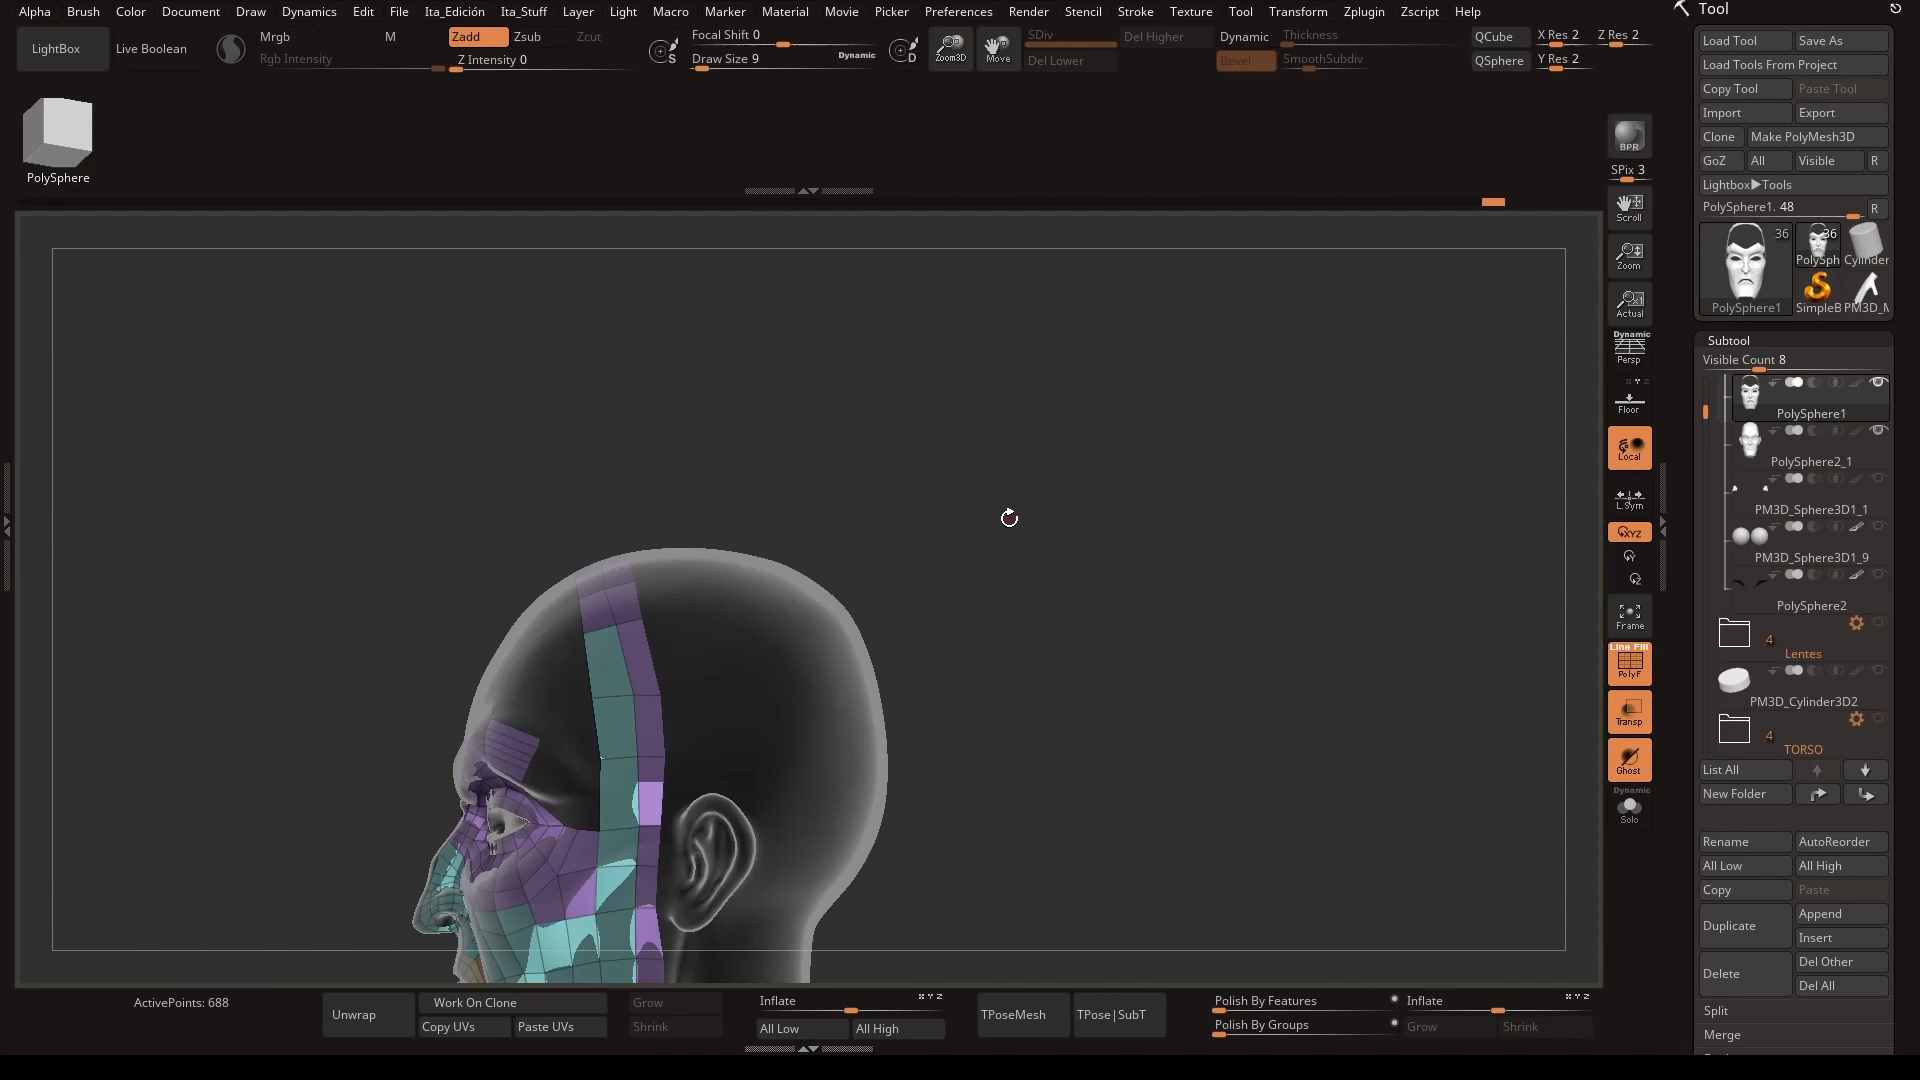 Alpha Brush Color Document Draw Dynamics Edit File Ita_Edición Ita_Stuff Layer Light Macro Marker Material Movie Picker Preferences Render Stencil Stroke Texture Tool Transform Zplugin Zscript Help
LightBox
Live Boolean
Mrgb
M
Rgb Intensity
Zadd
Zsub
Zcut
Z Intensity 0
S
Focal Shift 0
Draw Size 9
Dynamic
D
Zoom3D
Move
SDiv
Del Lower
Del Higher
Dynamic
Bevel
Thickness
SmoothSubdiv
QCube
QSphere
X Res 2
Z Res 2
Y Res 2
PolySphere
ActivePoints: 688
Unwrap
Work On Clone
Copy UVs
Paste UVs
Grow
Shrink
Inflate
X Y Z
All Low
All High
TPoseMesh
TPose|SubT
Polish By Features
Polish By Groups
Inflate
X Y Z
Grow
Shrink
BPR
SPix 3
Scroll
Zoom
Actual
Dynamic
Persp
Floor
Local
L.Sym
XYZ
Y
Z
Frame
Line Fill
PolyF
Transp
Ghost
Dynamic
Solo
Tool
Load Tool
Save As
Load Tools From Project
Copy Tool
Paste Tool
Import
Export
Clone
Make PolyMesh3D
GoZ
All
Visible
R
Lightbox▶Tools
PolySphere1. 48
R
36
PolySphere1
36
PolySph
Cylinder
SimpleB
PM3D_M
Subtool
Visible Count 8
PolySphere1
PolySphere2_1
PM3D_Sphere3D1_1
PM3D_Sphere3D1_9
PolySphere2
4
Lentes
PM3D_Cylinder3D2
4
TORSO
List All
New Folder
Rename
AutoReorder
All Low
All High
Copy
Paste
Duplicate
Append
Insert
Delete
Del Other
Del All
Split
Merge